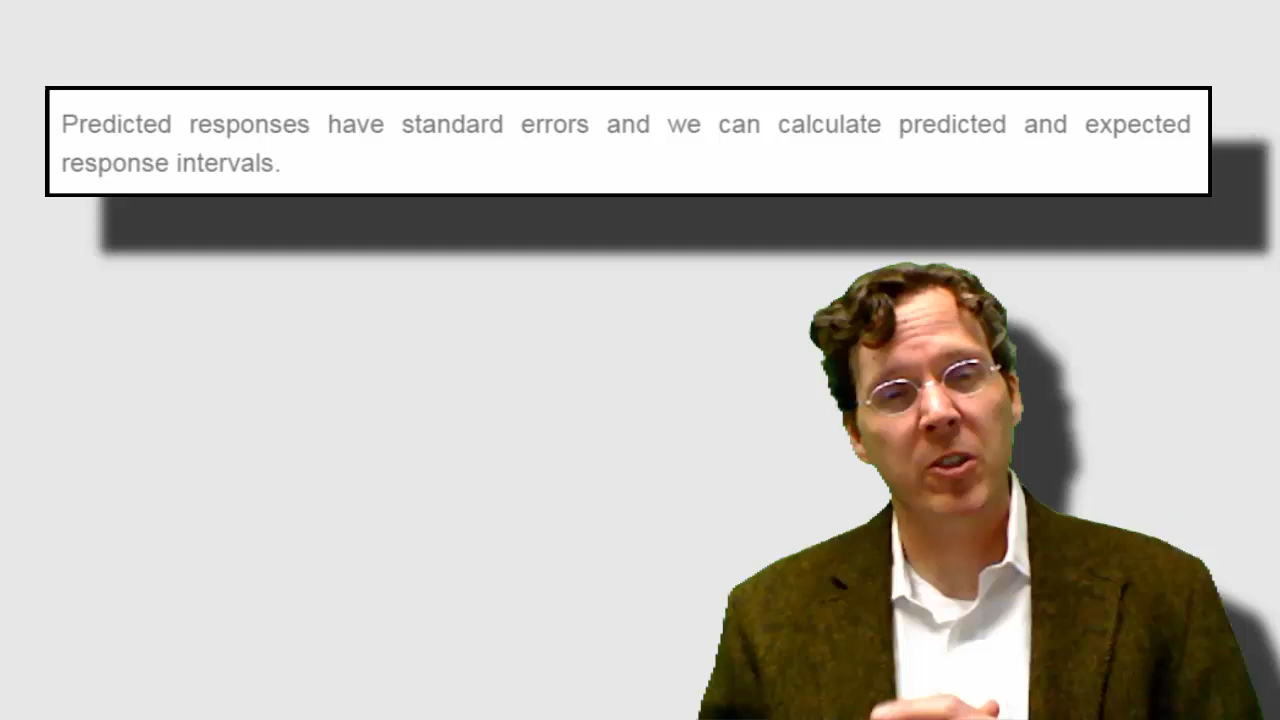 Predicted responses have standard errors and we can calculate predicted and expected
response intervals.